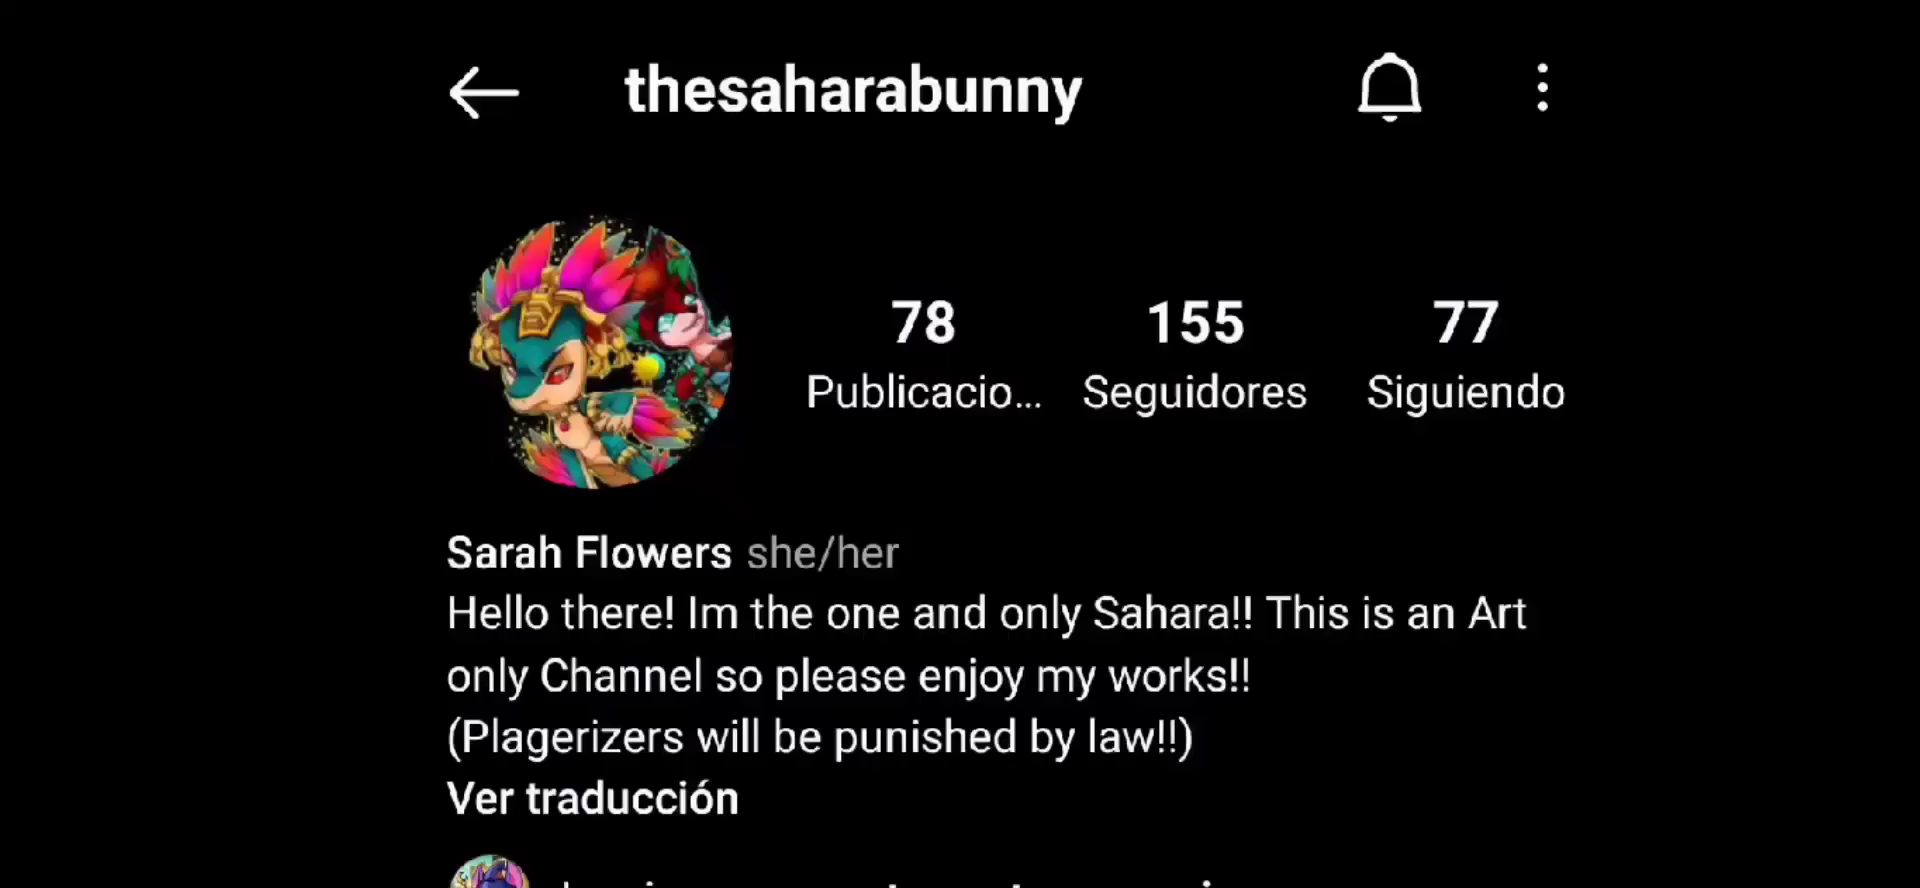 thesaharabunny
78 155 77
Publicacio... Seguidores Siguiendo
Sarah Flowers she/her
Hello there! Im the one and only Sahara!! This is an Art
only Channel so please enjoy my works!!
(Plagerizers will be punished by law!!)
Ver traducción